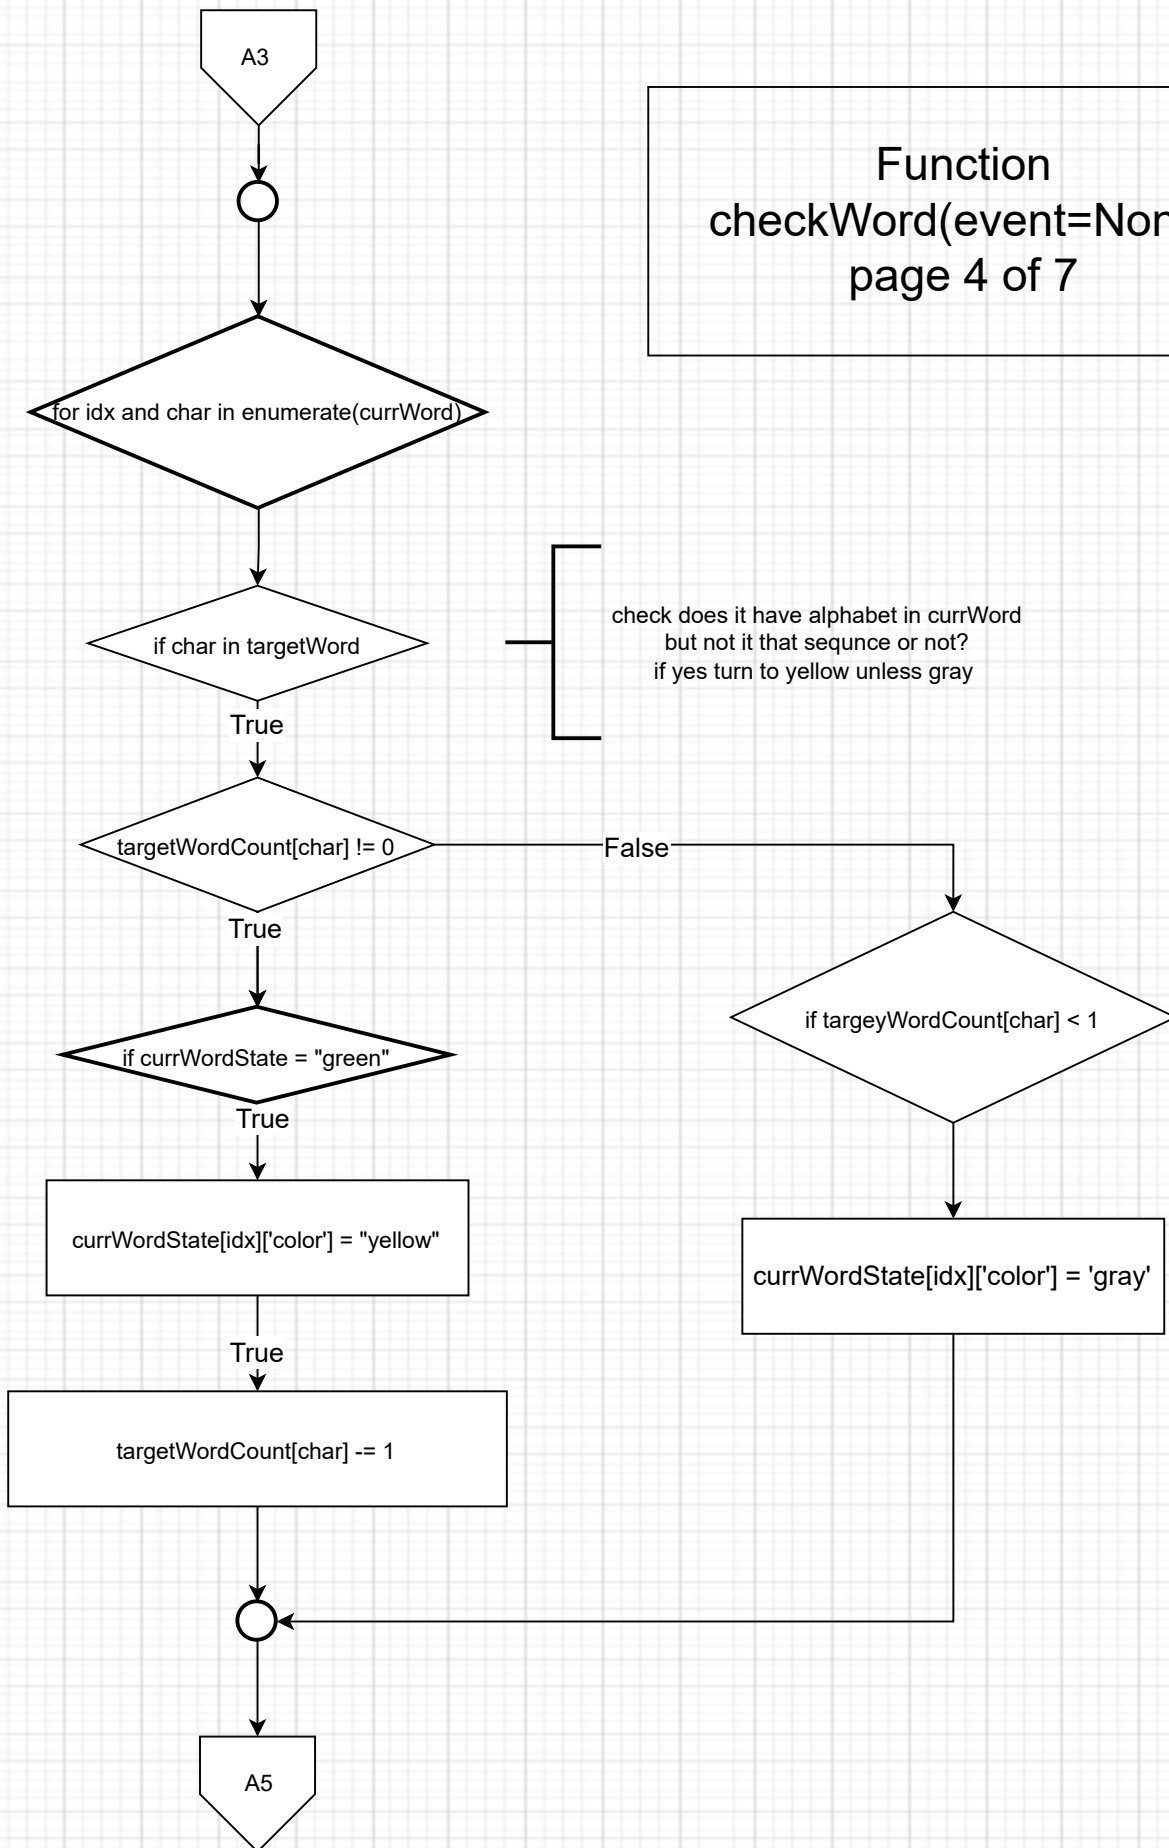 A3
Function
checkWord(event=Non
page 4 of 7
for idx and char in enumerate(currWord)
if char in targetWord
check does it have alphabet in currWord
but not it that sequnce or not?
if yes turn to yellow unless gray
True
targetWordCount[char] != 0
False
True
if targeyWordCount[char] < 1
if currWordState = "green"
True
currWordState[idx]['color'] = "yellow"
currWordState[idx]['color'] = 'gray'
True
targetWordCount[char] -= 1
A5